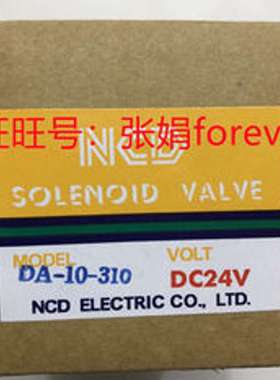 旺旺号：张娟forev
NCD
SOLENOID VALVE
MODEL VOLT
DA-10-310 DC24V
NCD ELECTRIC CO., LTD.